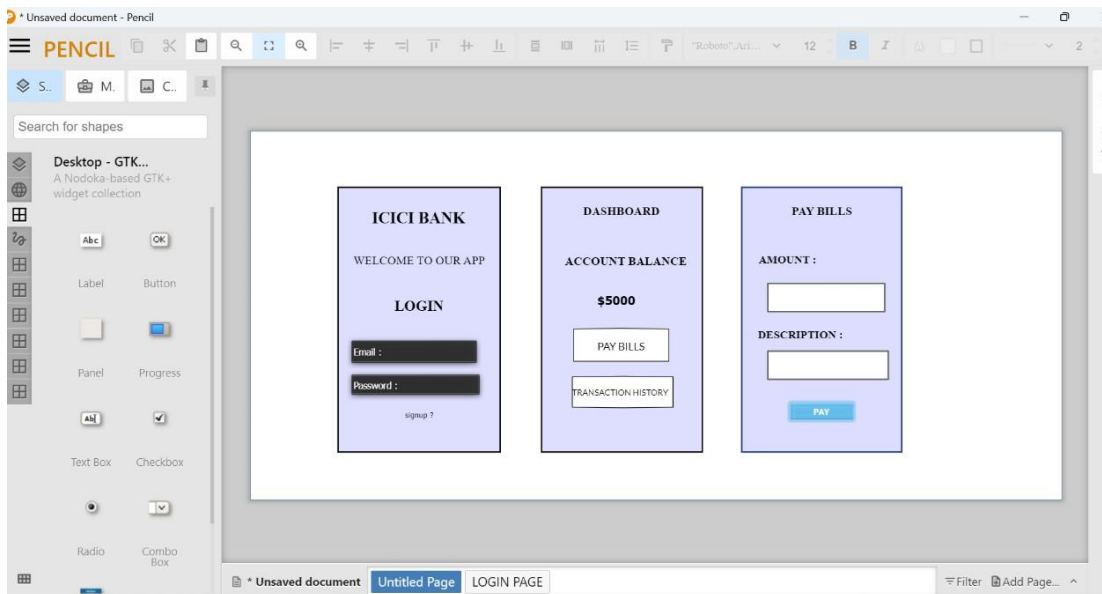 * Unsaved document - Pencil
PENCIL
"Roboto",Ari... 12 B I 2
S.. M. C..
Search for shapes
Desktop - GTK...
A Nodoka-based GTK+
widget collection
Abc OK
Label Button
Panel Progress
Ab
Text Box Checkbox
Radio Combo
Box
ICICI BANK
WELCOME TO OUR APP
LOGIN
Email :
Password :
signup ?
DASHBOARD
ACCOUNT BALANCE
$5000
PAY BILLS
TRANSACTION HISTORY
PAY BILLS
AMOUNT :
DESCRIPTION :
PAY
* Unsaved document Untitled Page LOGIN PAGE Filter Add Page...